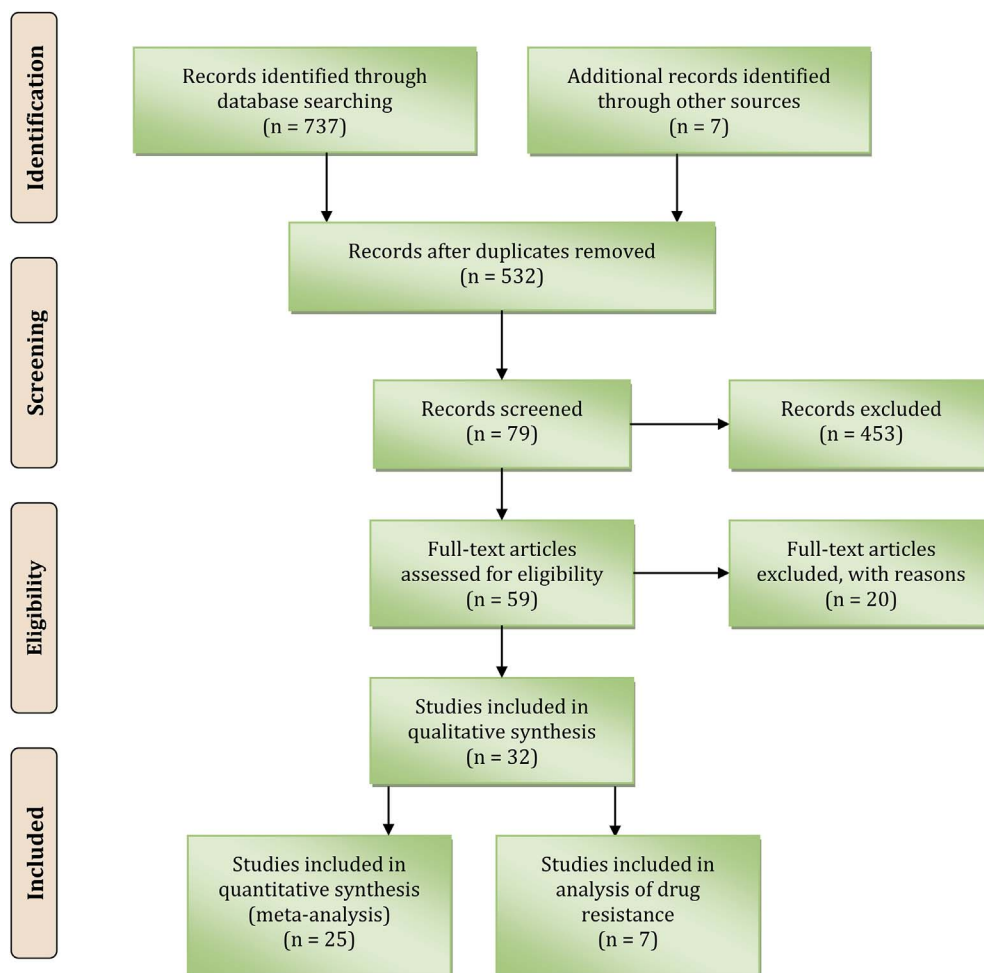 Identification
Records identified through
database searching
(n = 737)
Additional records identified
through other sources
(n = 7)
Records after duplicates removed
(n = 532)
Screening
Records screened
(n = 79)
Records excluded
(n = 453)
Eligibility
Full-text articles
assessed for eligibility
(n = 59)
Full-text articles
excluded, with reasons
(n = 20)
Studies included in
qualitative synthesis
(n = 32)
Included
Studies included in
quantitative synthesis
(meta-analysis)
(n = 25)
Studies included in
analysis of drug
resistance
(n = 7)